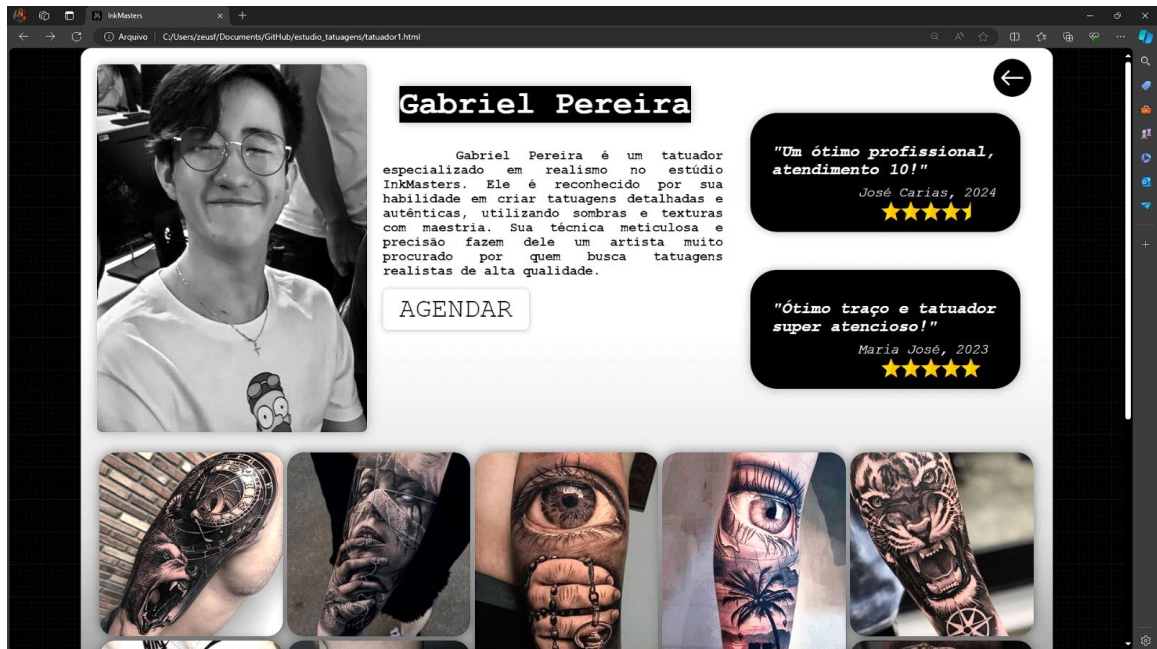 InkMasters
Arquivo
C:/Users/zeusf/Documents/GitHub/estudio_tatuagens/tatuador1.html
Gabriel Pereira
Gabriel Pereira é um tatuador
especializado em realismo no estúdio
InkMasters. Ele é reconhecido por sua
habilidade em criar tatuagens detalhadas e
autênticas, utilizando sombras e texturas
com maestria. Sua técnica meticulosa e
precisão fazem dele um artista muito
procurado por quem busca tatuagens
realistas de alta qualidade.
AGENDAR
"Um ótimo profissional,
atendimento 10!"
José Carias, 2024
"Ótimo traço e tatuador
super atencioso!"
Maria José, 2023